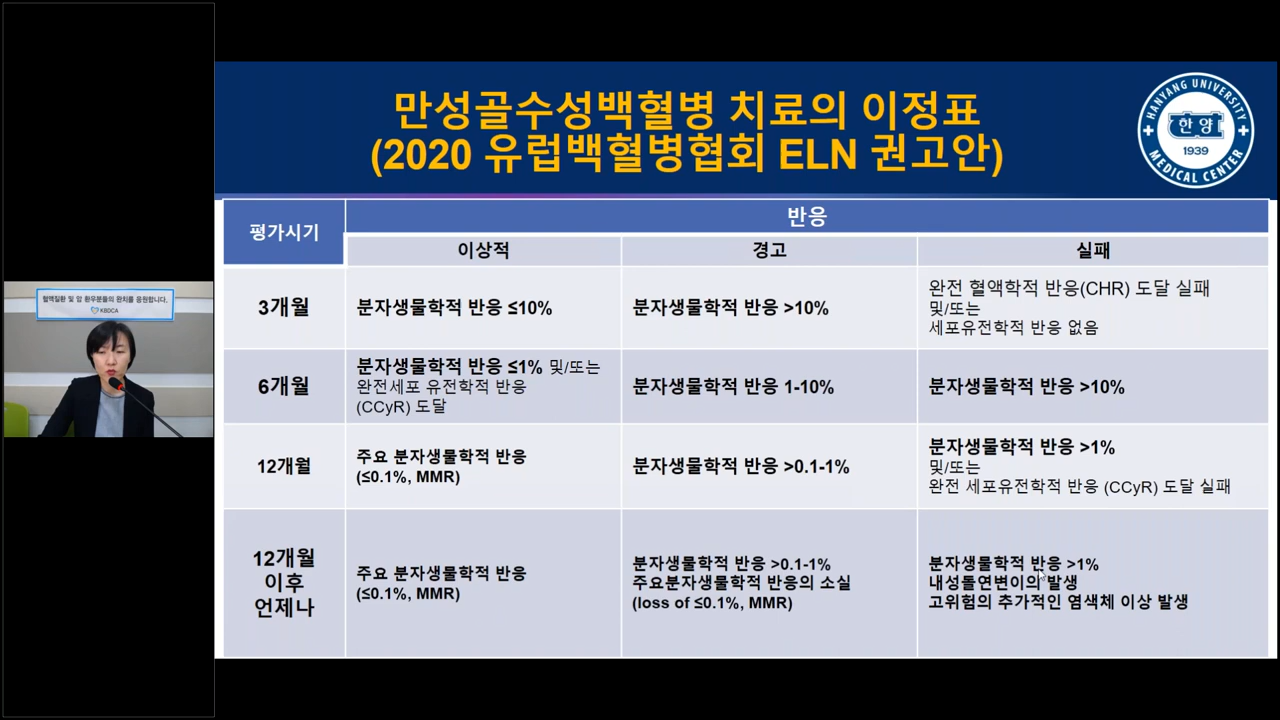 만성골수성백혈병 치료의 이정표
(2020 유럽백혈병협회 ELN 권고안)
HANYANG UNIVERSITY
한양
1939
MEDICAL CENTER
평가시기
반응
이상적
경고
실패
3개월
분자생물학적 반응 ≤10%
분자생물학적 반응 >10%
완전 혈액학적 반응(CHR) 도달 실패
및/또는
세포유전학적 반응 없음
6개월
분자생물학적 반응 ≤1% 및/또는
완전세포 유전학적 반응
(CCyR) 도달
분자생물학적 반응 1-10%
분자생물학적 반응 >10%
12개월
주요 분자생물학적 반응
(≤0.1%, MMR)
분자생물학적 반응 >0.1-1%
분자생물학적 반응 >1%
및/또는
완전 세포유전학적 반응 (CCyR) 도달 실패
12개월
이후
언제나
주요 분자생물학적 반응
(≤0.1%, MMR)
분자생물학적 반응 >0.1-1%
주요분자생물학적 반응의 소실
(loss of ≤0.1%, MMR)
분자생물학적 반응 >1%
내성돌연변이의 발생
고위험의 추가적인 염색체 이상 발생
혈액질환 및 암 환우분들의 완치를 응원합니다.
KBDCA